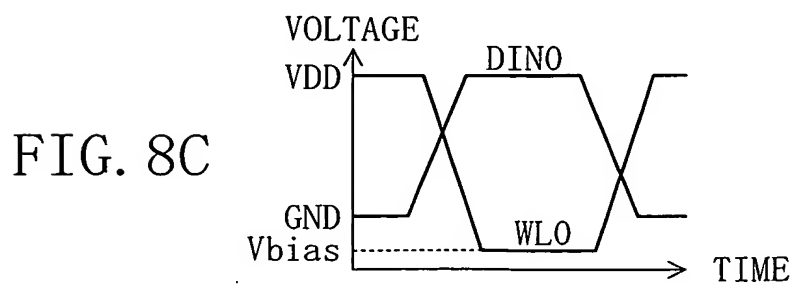 VOLTAGE
VDD
DIN0
FIG. 8C
GND
WL0
Vbias
TIME